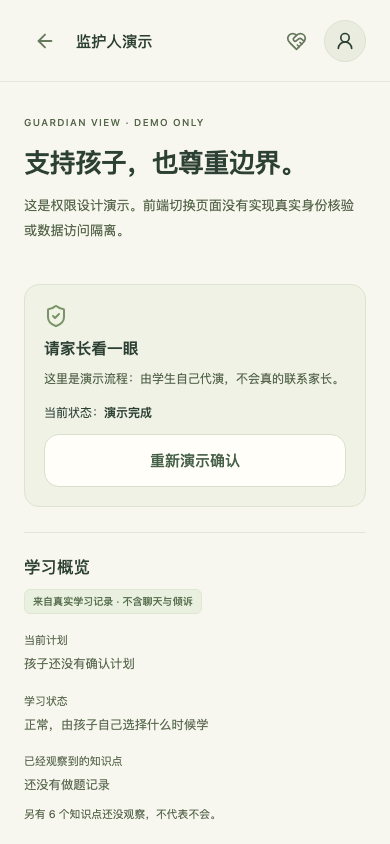 监护人演示
GUARDIAN VIEW · DEMO ONLY
支持孩子，也尊重边界。
这是权限设计演示。前端切换页面没有实现真实身份核验
或数据访问隔离。
请家长看一眼
这里是演示流程：由学生自己代演，不会真的联系家长。
当前状态：演示完成
重新演示确认
学习概览
来自真实学习记录 · 不含聊天与倾诉
当前计划
孩子还没有确认计划
学习状态
正常，由孩子自己选择什么时候学
已经观察到的知识点
还没有做题记录
另有 6 个知识点还没观察，不代表不会。